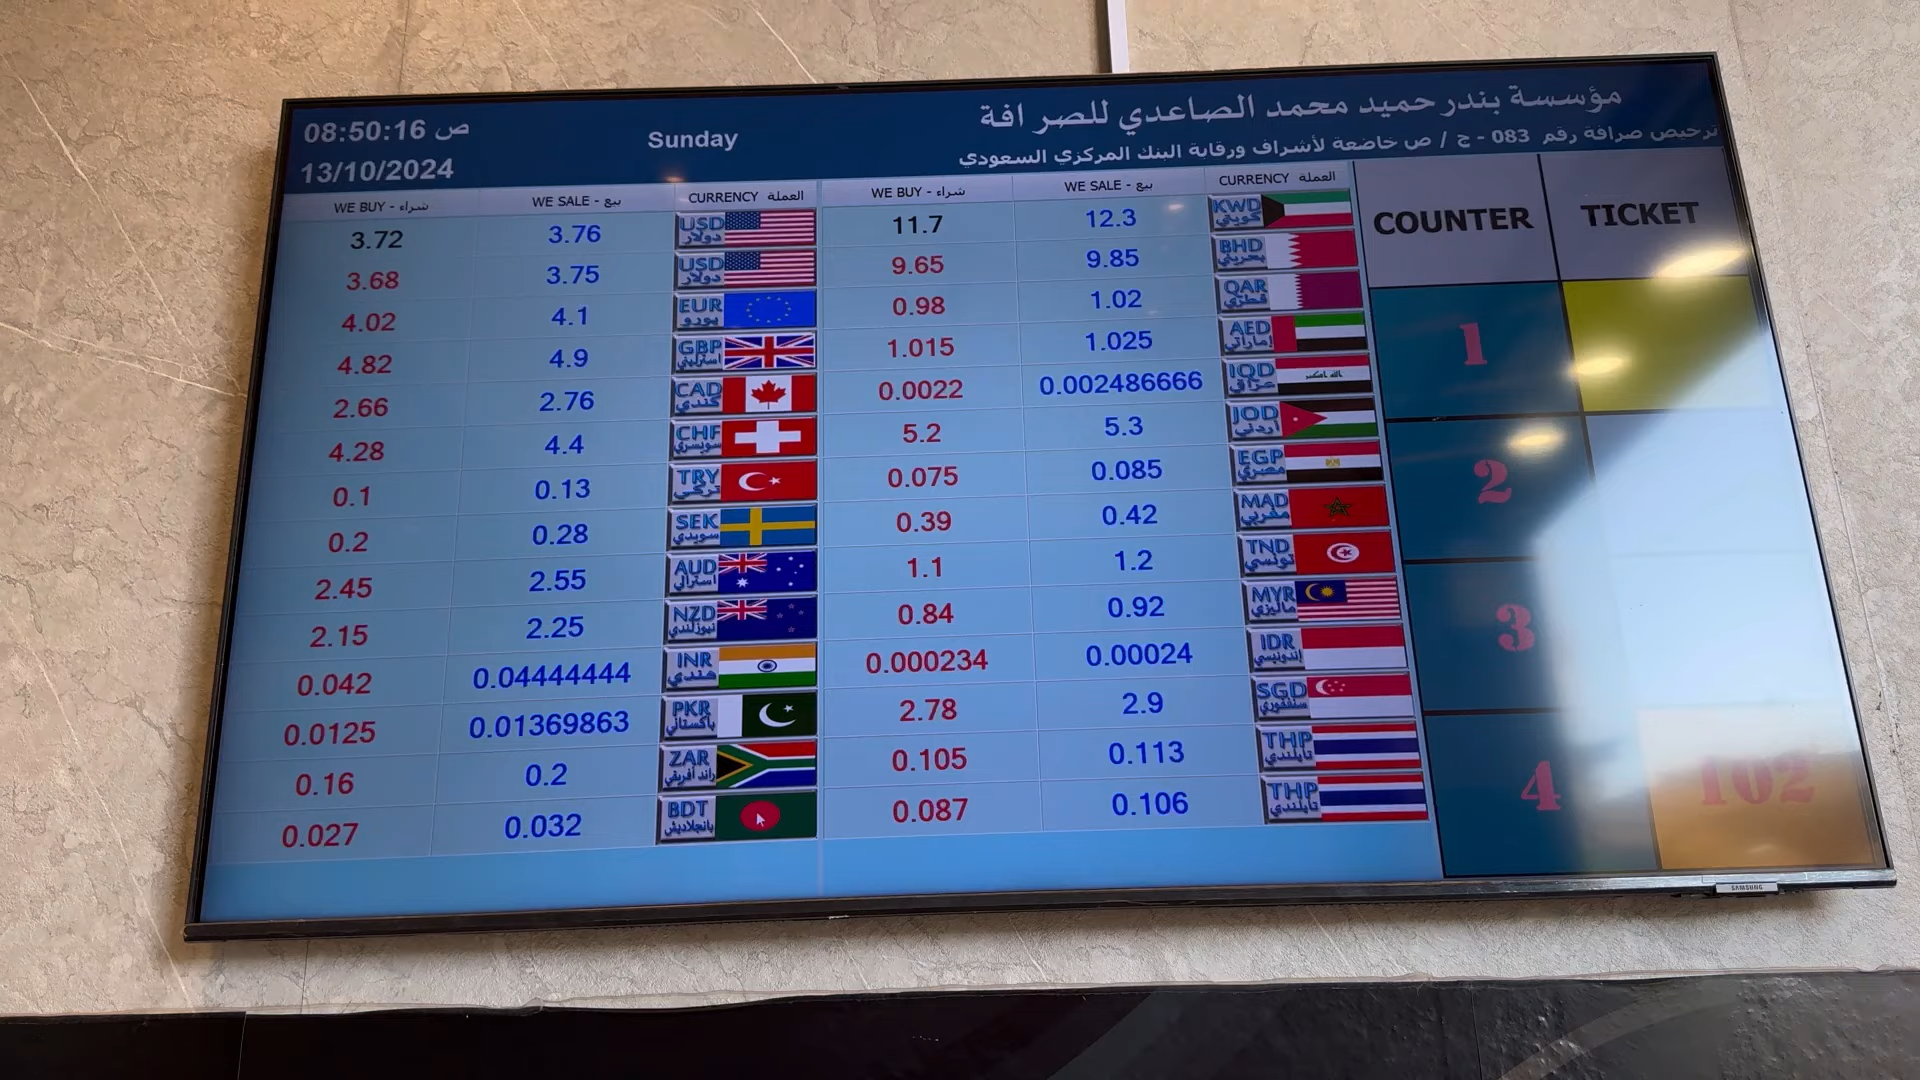 08:50:16 ص
Sunday
مؤسسة بندر حميد محمد الصاعدي للصرافة
13/10/2024
ترخيص صرافة رقم 083 - ج / ص خاضعة لأشراف ورقابة البنك المركزي السعودي
WE BUY - شراء WE SALE - بيع CURRENCY العملة
3.72 3.76 USD دولار
3.68 3.75 USD دولار
4.02 4.1 EUR يورو
4.82 4.9 GBP استرليني
2.66 2.76 CAD كندي
4.28 4.4 CHF سويسري
0.1 0.13 TRY تركي
0.2 0.28 SEK سويدي
2.45 2.55 AUD استرالي
2.15 2.25 NZD نيوزلندي
0.042 0.04444444 INR هندي
0.0125 0.01369863 PKR باكستاني
0.16 0.2 ZAR راند أفريقي
0.027 0.032 BDT بانجلاديش
WE BUY - شراء WE SALE - بيع CURRENCY العملة
11.7 12.3 KWD كويتي
9.65 9.85 BHD بحريني
0.98 1.02 QAR قطري
1.015 1.025 AED إماراتي
0.0022 0.002486666 IQD عراقي
5.2 5.3 JOD أردني
0.075 0.085 EGP مصري
0.39 0.42 MAD مغربي
1.1 1.2 TND تونسي
0.84 0.92 MYR ماليزي
0.000234 0.00024 IDR إندونيسي
2.78 2.9 SGD سنغفوري
0.105 0.113 THP تايلندي
0.087 0.106 THP تايلندي
COUNTER TICKET
1
2
3
4 102
SAMSUNG